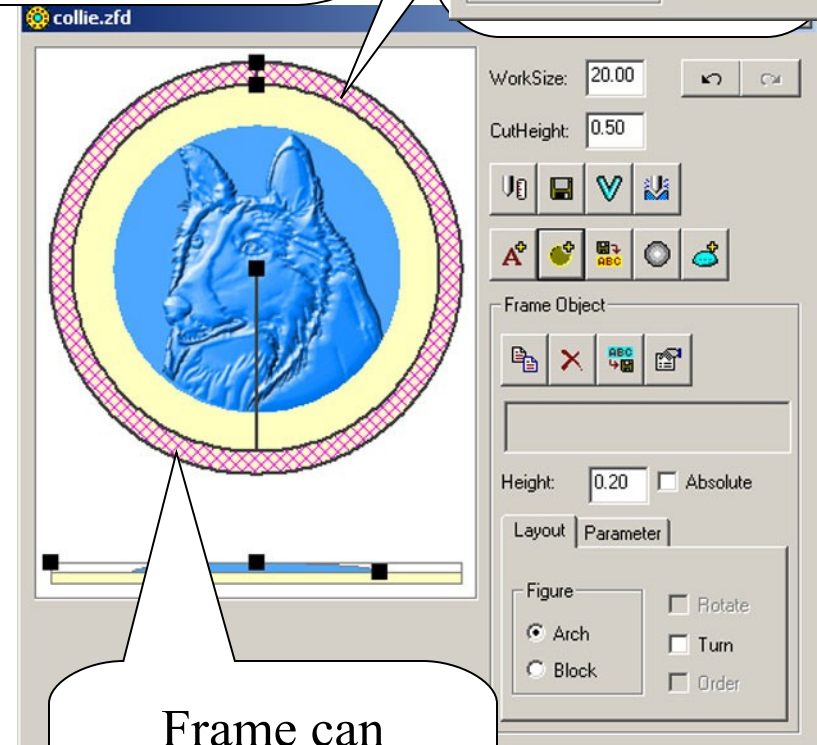 collie.zfd
WorkSize: 20.00
CutHeight: 0.50
A
ABC
Frame Object
ABC
Height: 0.20 Absolute
Layout Parameter
Figure
Rotate
Arch
Turn
Block
Order
Frame can